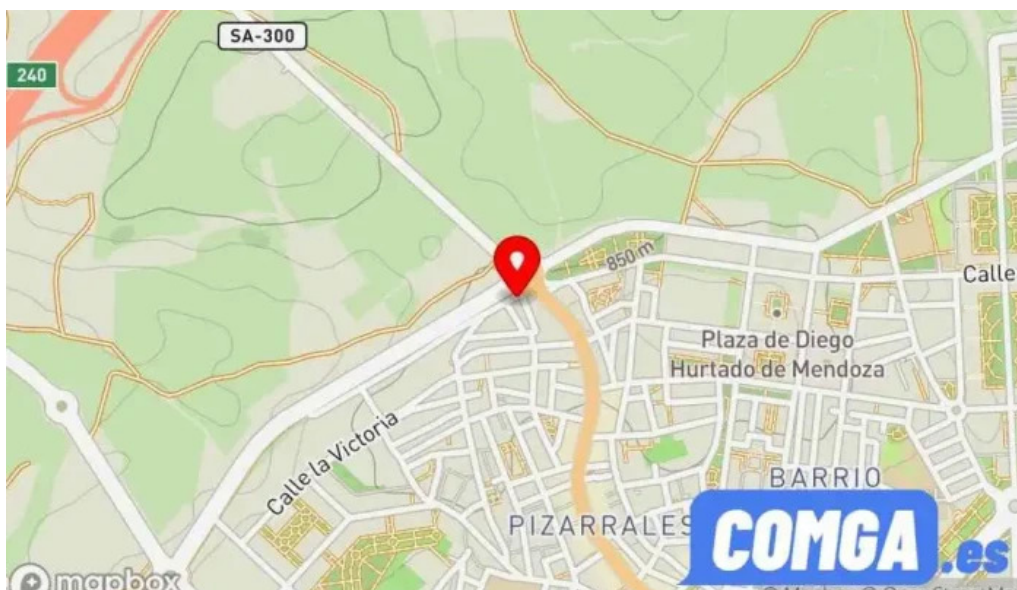 SA-300
240
850 m
Calle
Plaza de Diego
Hurtado de Mendoza
Calle la Victoria
BARRIO
PIZARRALES
COMGA.es
mapbox